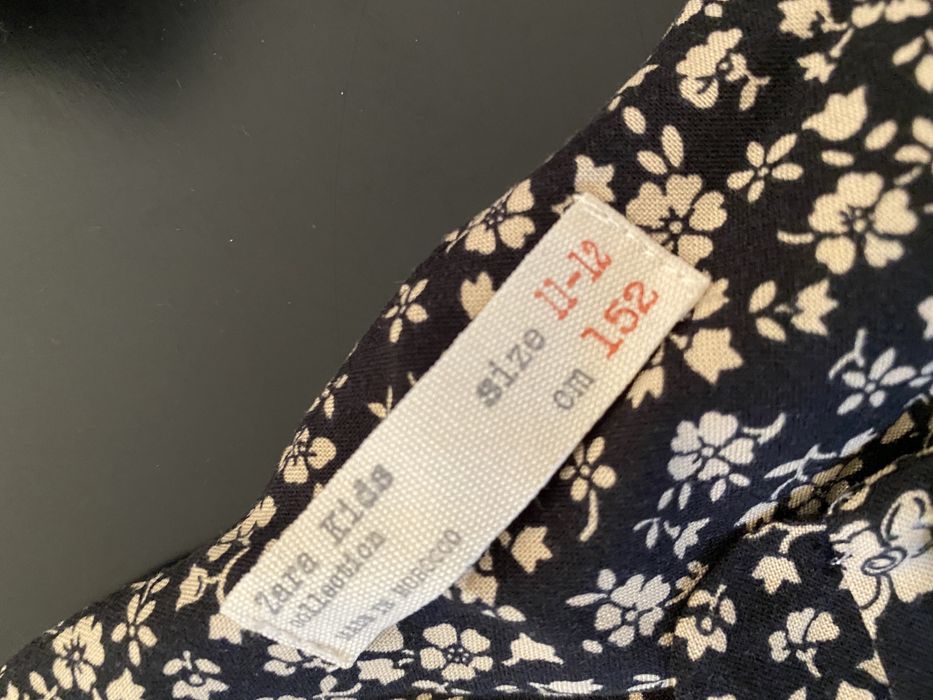 size 11-12
cm 152
Zara Kids
collection
MADE IN MOROCCO